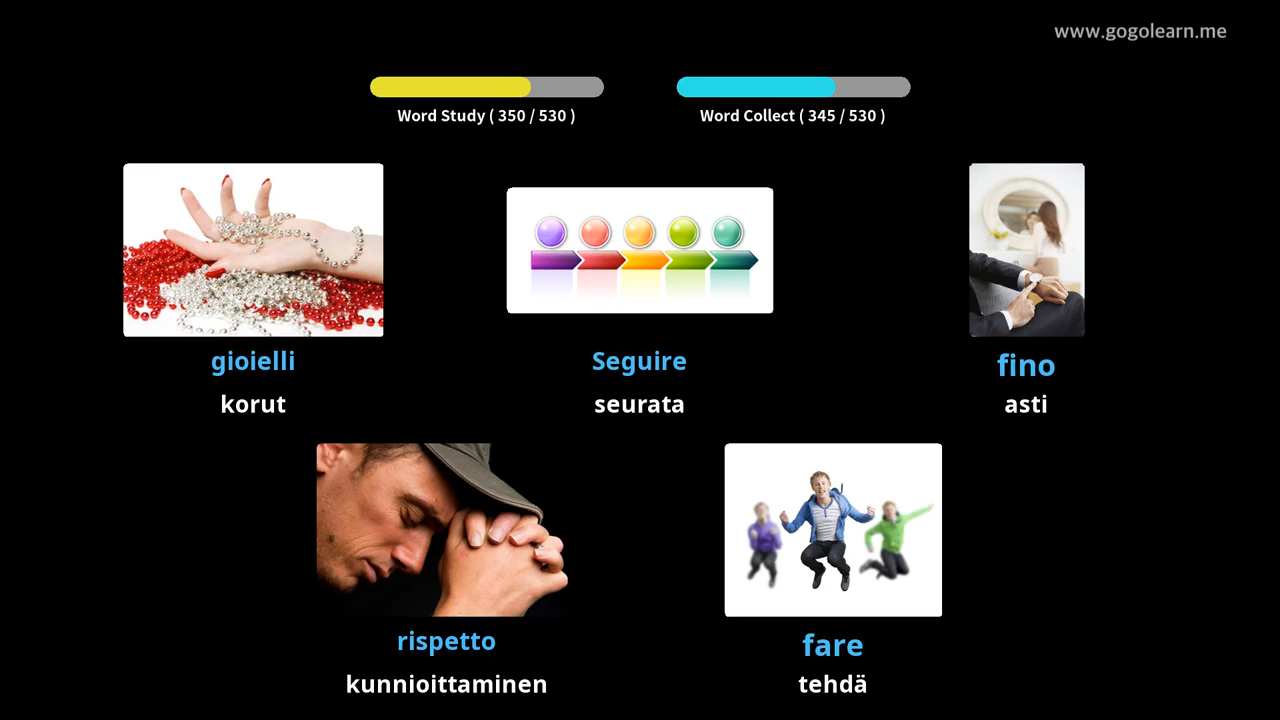 www.gogolearn.me
Word Study ( 350 / 530 )
Word Collect ( 345 / 530 )
gioielli
korut
Seguire
seurata
fino
asti
rispetto
kunnioittaminen
fare
tehdä